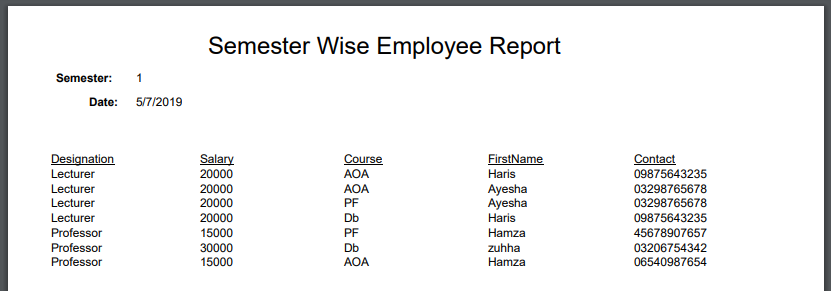 Semester Wise Employee Report
Semester: 1
Date: 5/7/2019
Designation Salary Course FirstName Contact
Lecturer 20000 AOA Haris 09875643235
Lecturer 20000 AOA Ayesha 03298765678
Lecturer 20000 PF Ayesha 03298765678
Lecturer 20000 Db Haris 09875643235
Professor 15000 PF Hamza 45678907657
Professor 30000 Db zuhha 03206754342
Professor 15000 AOA Hamza 06540987654